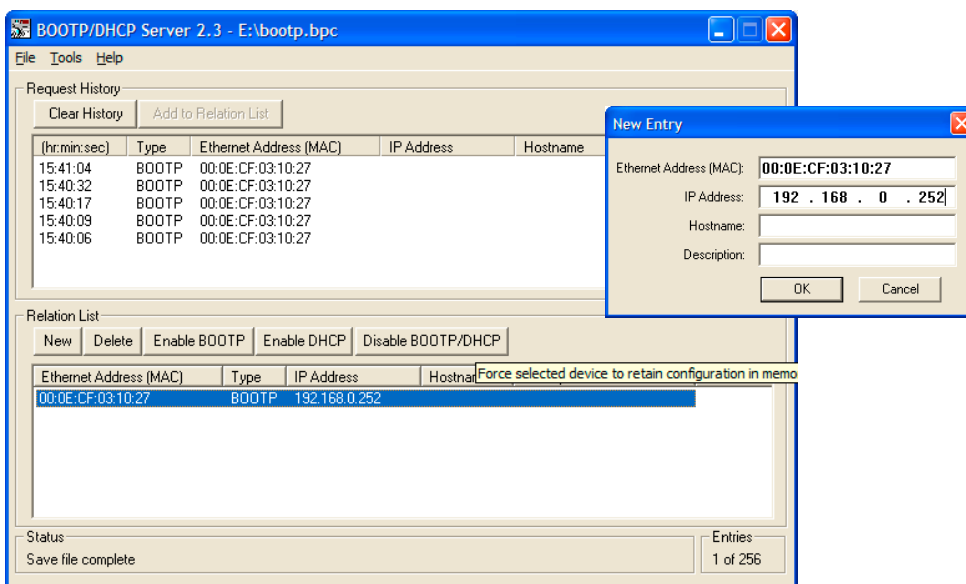 BOOTP/DHCP Server 2.3 - E:\bootp.bpc
File Tools Help
Request History
Clear History Add to Relation List
(hr:min:sec) Type Ethernet Address (MAC) IP Address Hostname
15:41:04 BOOTP 00:0E:CF:03:10:27
15:40:32 BOOTP 00:0E:CF:03:10:27
15:40:17 BOOTP 00:0E:CF:03:10:27
15:40:09 BOOTP 00:0E:CF:03:10:27
15:40:06 BOOTP 00:0E:CF:03:10:27
New Entry
Ethernet Address (MAC): 00:0E:CF:03:10:27
IP Address: 192 . 168 . 0 . 252
Hostname:
Description:
OK Cancel
Relation List
New Delete Enable BOOTP Enable DHCP Disable BOOTP/DHCP
Force selected device to retain configuration in memo
Ethernet Address (MAC) Type IP Address Hostnar
00:0E:CF:03:10:27 BOOTP 192.168.0.252
Status
Save file complete
Entries
1 of 256